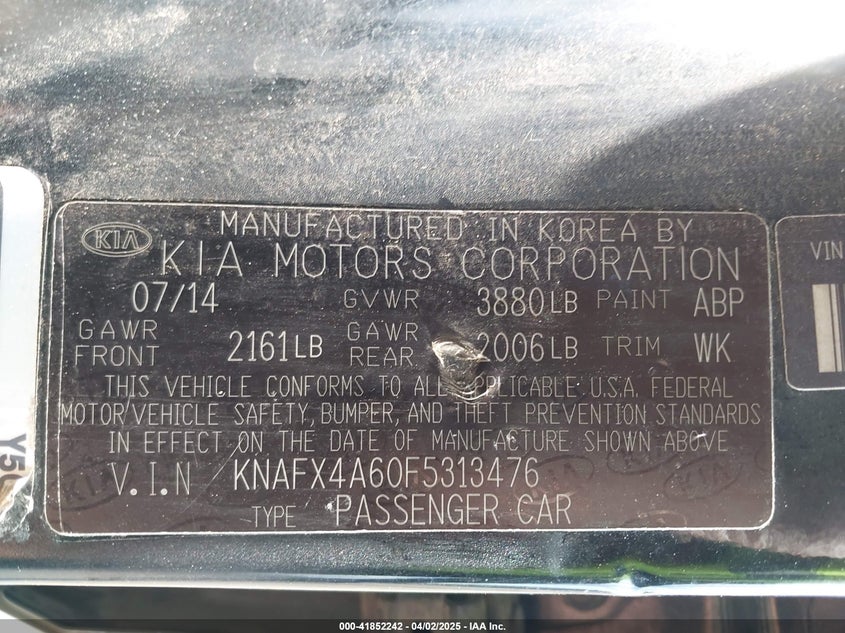 MANUFACTURED IN KOREA BY
KIA KIA MOTORS CORPORATION
07/14 GVWR 3880LB PAINT ABP
GAWR FRONT 2161LB GAWR REAR 2006LB TRIM WK
THIS VEHICLE CONFORMS TO ALL APPLICABLE U.S.A. FEDERAL
MOTOR VEHICLE SAFETY, BUMPER, AND THEFT PREVENTION STANDARDS
IN EFFECT ON THE DATE OF MANUFACTURE SHOWN ABOVE
V.I.N KNAFX4A60F5313476
TYPE PASSENGER CAR
VIN
000-41852242 - 04/02/2025 - IAA Inc.